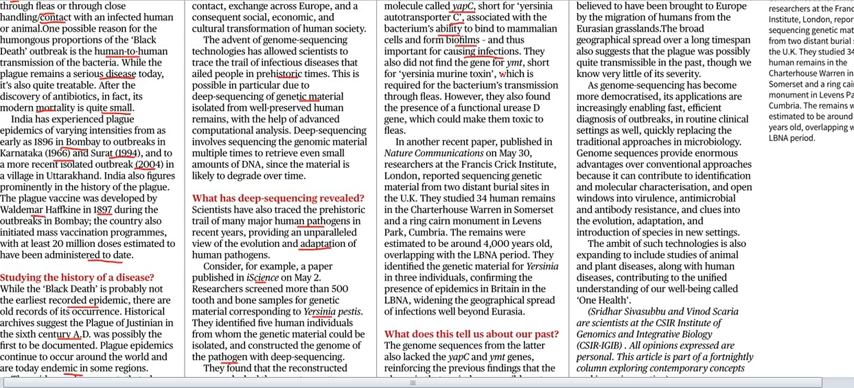 through fleas or through close
handling/contact with an infected human
or animal.One possible reason for the
humongous proportions of the 'Black
Death' outbreak is the human-to-human
transmission of the bacteria. While the
plague remains a serious disease today,
it's also quite treatable. After the
discovery of antibiotics, in fact, its
modern mortality is quite small.
India has experienced plague
epidemics of varying intensities from as
early as 1896 in Bombay to outbreaks in
Karnataka (1966) and Surat (1994), and to
a more recent isolated outbreak (2004) in
a village in Uttarakhand. India also figures
prominently in the history of the plague.
The plague vaccine was developed by
Waldemar Haffkine in 1897 during the
outbreaks in Bombay; the country also
initiated mass vaccination programmes,
with at least 20 million doses estimated to
have been administered to date.
Studying the history of a disease?
While the 'Black Death' is probably not
the earliest recorded epidemic, there are
old records of its occurrence. Historical
archives suggest the Plague of Justinian in
the sixth century A.D. was possibly the
first to be documented. Plague epidemics
continue to occur around the world and
are today endemic in some regions.
contact, exchange across Europe, and a
consequent social, economic, and
cultural transformation of human society.
The advent of genome-sequencing
technologies has allowed scientists to
trace the trail of infectious diseases that
ailed people in prehistoric times. This is
possible in particular due to
deep-sequencing of genetic material
isolated from well-preserved human
remains, with the help of advanced
computational analysis. Deep-sequencing
involves sequencing the genomic material
multiple times to retrieve even small
amounts of DNA, since the material is
likely to degrade over time.
What has deep-sequencing revealed?
Scientists have also traced the prehistoric
trail of many major human pathogens in
recent years, providing an unparalleled
view of the evolution and adaptation of
human pathogens.
Consider, for example, a paper
published in iScience on May 2.
Researchers screened more than 500
tooth and bone samples for genetic
material corresponding to Yersinia pestis.
They identified five human individuals
from whom the genetic material could be
isolated, and constructed the genome of
the pathogen with deep-sequencing.
They found that the reconstructed
molecule called yapC, short for 'yersinia
autotransporter C', associated with the
bacterium's ability to bind to mammalian
cells and form biofilms – and thus
important for causing infections. They
also did not find the gene for ymt, short
for 'yersinia murine toxin', which is
required for the bacterium's transmission
through fleas. However, they also found
the presence of a functional urease D
gene, which could make them toxic to
fleas.
In another recent paper, published in
Nature Communications on May 30,
researchers at the Francis Crick Institute,
London, reported sequencing genetic
material from two distant burial sites in
the U.K. They studied 34 human remains
in the Charterhouse Warren in Somerset
and a ring cairn monument in Levens
Park, Cumbria. The remains were
estimated to be around 4,000 years old,
overlapping with the LBNA period. They
identified the genetic material for Yersinia
in three individuals, confirming the
presence of epidemics in Britain in the
LBNA, widening the geographical spread
of infections well beyond Eurasia.
What does this tell us about our past?
The genome sequences from the latter
also lacked the yapC and ymt genes,
reinforcing the previous findings that the
believed to have been brought to Europe
by the migration of humans from the
Eurasian grasslands.The broad
geographical spread over a long timespan
also suggests that the plague was possibly
quite transmissible in the past, though we
know very little of its severity.
As genome-sequencing has become
more democratised, its applications are
increasingly enabling fast, efficient
diagnosis of outbreaks, in routine clinical
settings as well, quickly replacing the
traditional approaches in microbiology.
Genome sequences provide enormous
advantages over conventional approaches
because it can contribute to identification
and molecular characterisation, and open
windows into virulence, antimicrobial
and antibody resistance, and clues into
the evolution, adaptation, and
introduction of species in new settings.
The ambit of such technologies is also
expanding to include studies of animal
and plant diseases, along with human
diseases, contributing to the unified
understanding of our well-being called
'One Health'.
(Sridhar Sivasubbu and Vinod Scaria
are scientists at the CSIR Institute of
Genomics and Integrative Biology
(CSIR-IGIB) . All opinions expressed are
personal. This article is part of a fortnightly
column exploring contemporary concepts
researchers at the Franc
Institute, London, repor
sequencing genetic mat
from two distant burial s
the U.K. They studied 34
human remains in the
Charterhouse Warren in
Somerset and a ring cair
monument in Levens Pa
Cumbria. The remains w
estimated to be around
years old, overlapping w
LBNA period.